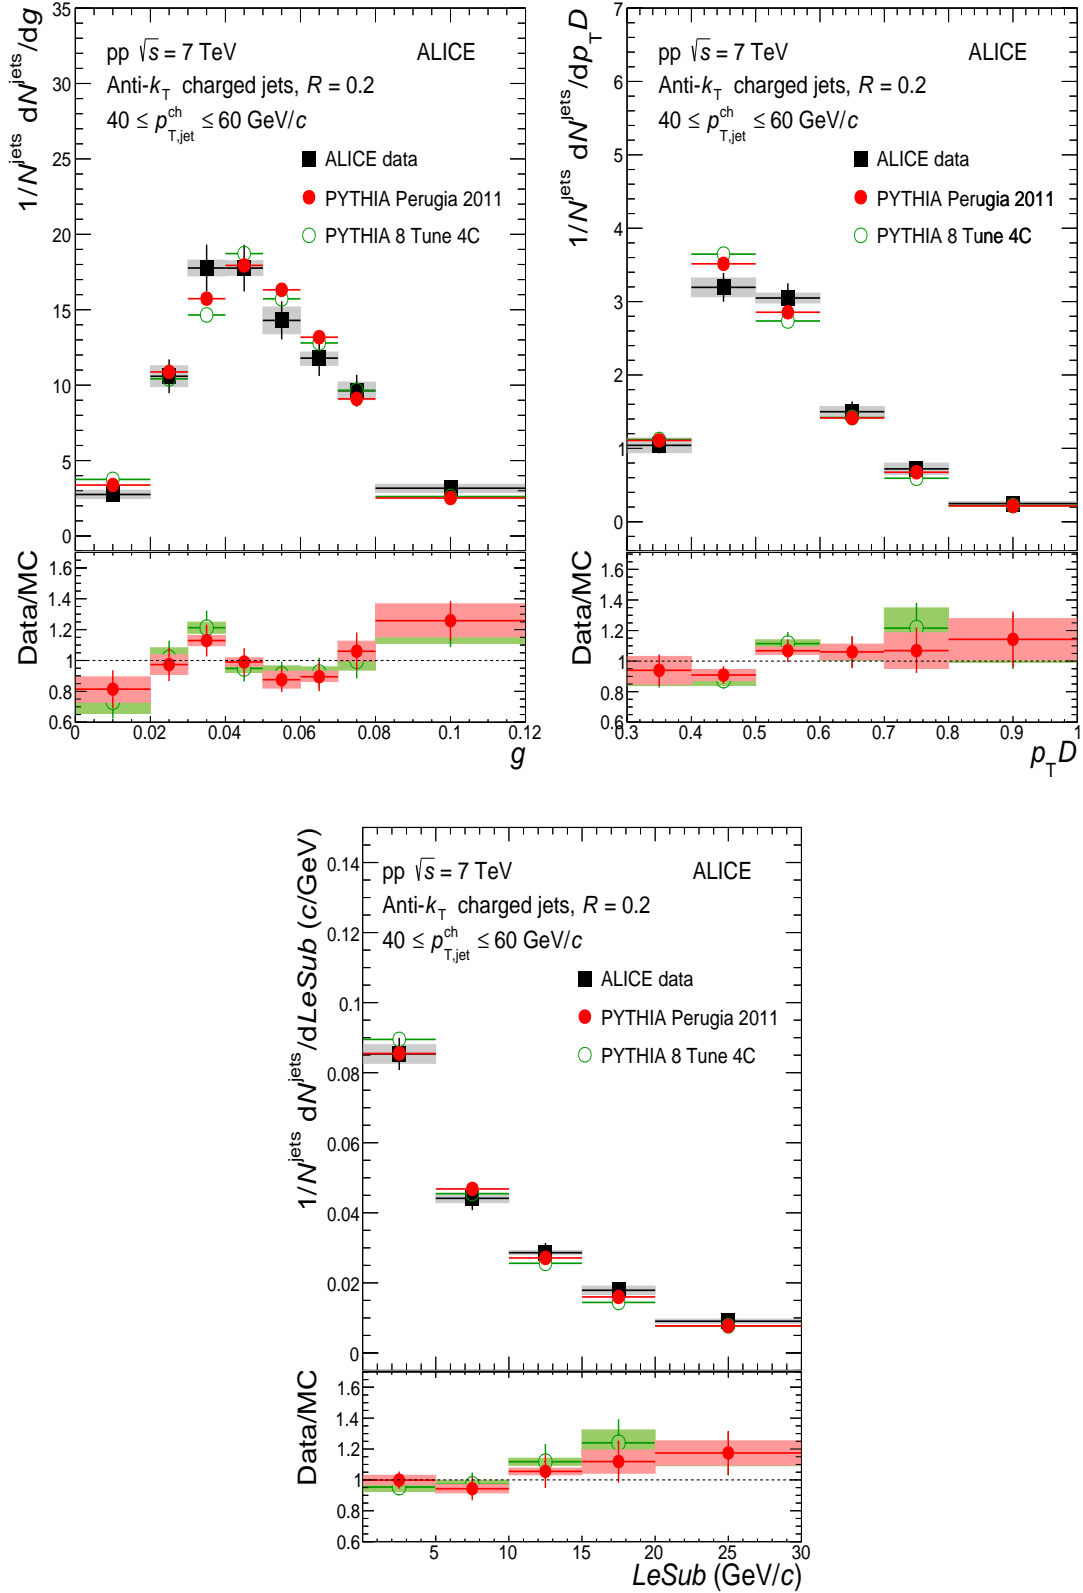 1/N^jets dN^jets/dg
pp √s = 7 TeV
ALICE
Anti-k_T charged jets, R = 0.2
40 ≤ p_T,jet^ch ≤ 60 GeV/c
ALICE data
PYTHIA Perugia 2011
PYTHIA 8 Tune 4C
35
30
25
20
15
10
5
0
Data/MC
1.6
1.4
1.2
1
0.8
0.6
0 0.02 0.04 0.06 0.08 0.1 0.12
g
1/N^jets dN^jets/dp_T D
pp √s = 7 TeV
ALICE
Anti-k_T charged jets, R = 0.2
40 ≤ p_T,jet^ch ≤ 60 GeV/c
ALICE data
PYTHIA Perugia 2011
PYTHIA 8 Tune 4C
7
6
5
4
3
2
1
0
Data/MC
1.6
1.4
1.2
1
0.8
0.6
0.3 0.4 0.5 0.6 0.7 0.8 0.9 1
p_T D
1/N^jets dN^jets/dLeSub (c/GeV)
pp √s = 7 TeV
ALICE
Anti-k_T charged jets, R = 0.2
40 ≤ p_T,jet^ch ≤ 60 GeV/c
ALICE data
PYTHIA Perugia 2011
PYTHIA 8 Tune 4C
0.14
0.12
0.1
0.08
0.06
0.04
0.02
0
Data/MC
1.6
1.4
1.2
1
0.8
0.6
5 10 15 20 25 30
LeSub (GeV/c)